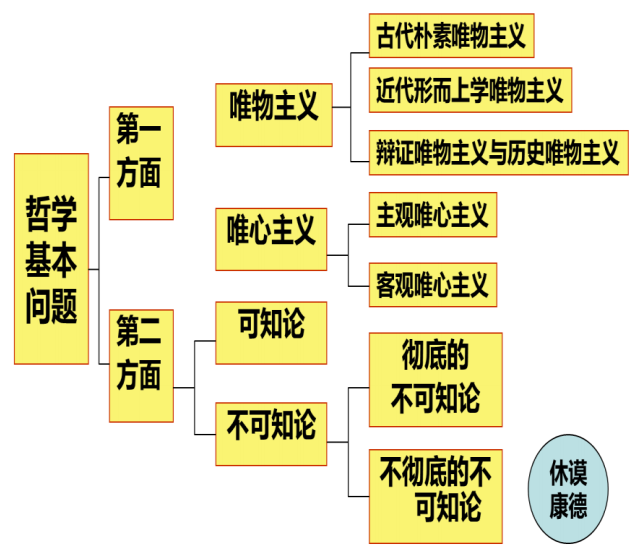 哲学
基本
问题
第一
方面
唯物主义
古代朴素唯物主义
近代形而上学唯物主义
辩证唯物主义与历史唯物主义
唯心主义
主观唯心主义
客观唯心主义
第二
方面
可知论
不可知论
彻底的
不可知论
不彻底的不
可知论
休谟
康德